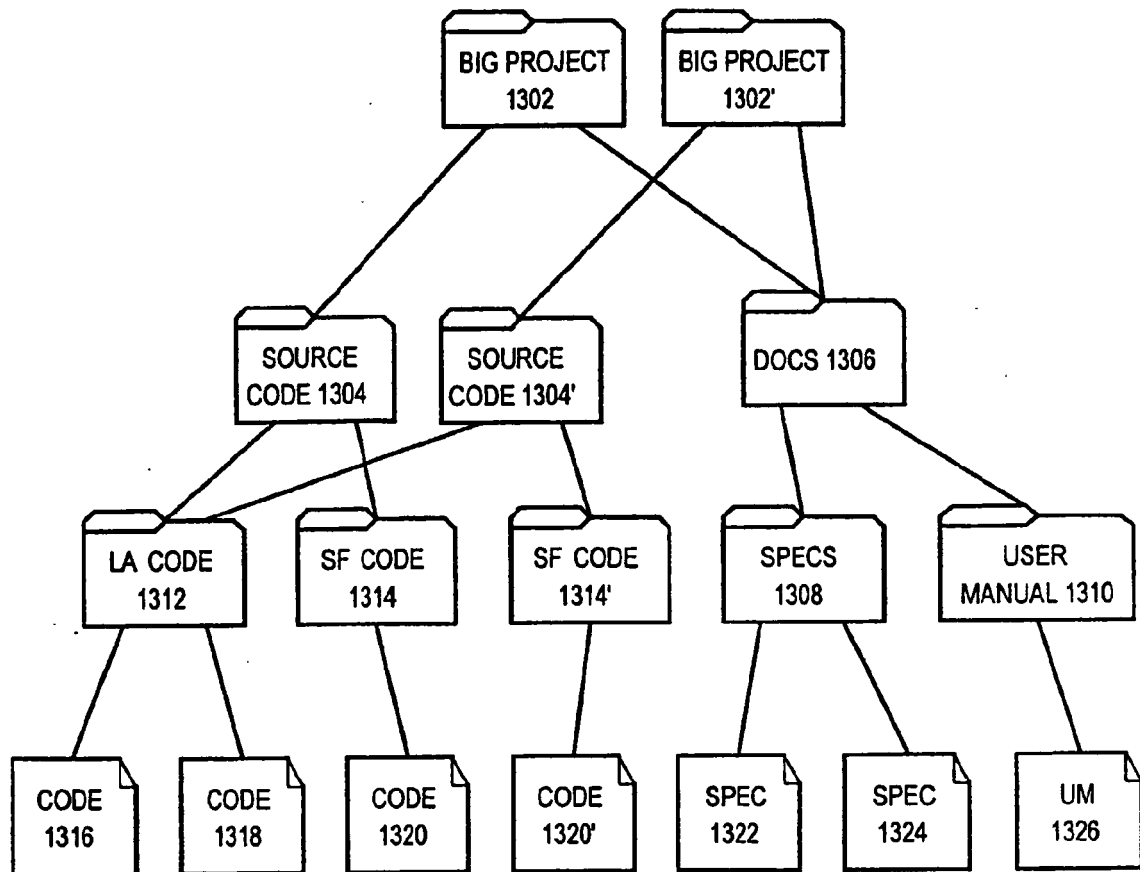 BIG PROJECT
1302
BIG PROJECT
1302'
SOURCE
CODE 1304
SOURCE
CODE 1304'
DOCS 1306
LA CODE
1312
SF CODE
1314
SF CODE
1314'
SPECS
1308
USER
MANUAL 1310
CODE
1316
CODE
1318
CODE
1320
CODE
1320'
SPEC
1322
SPEC
1324
UM
1326